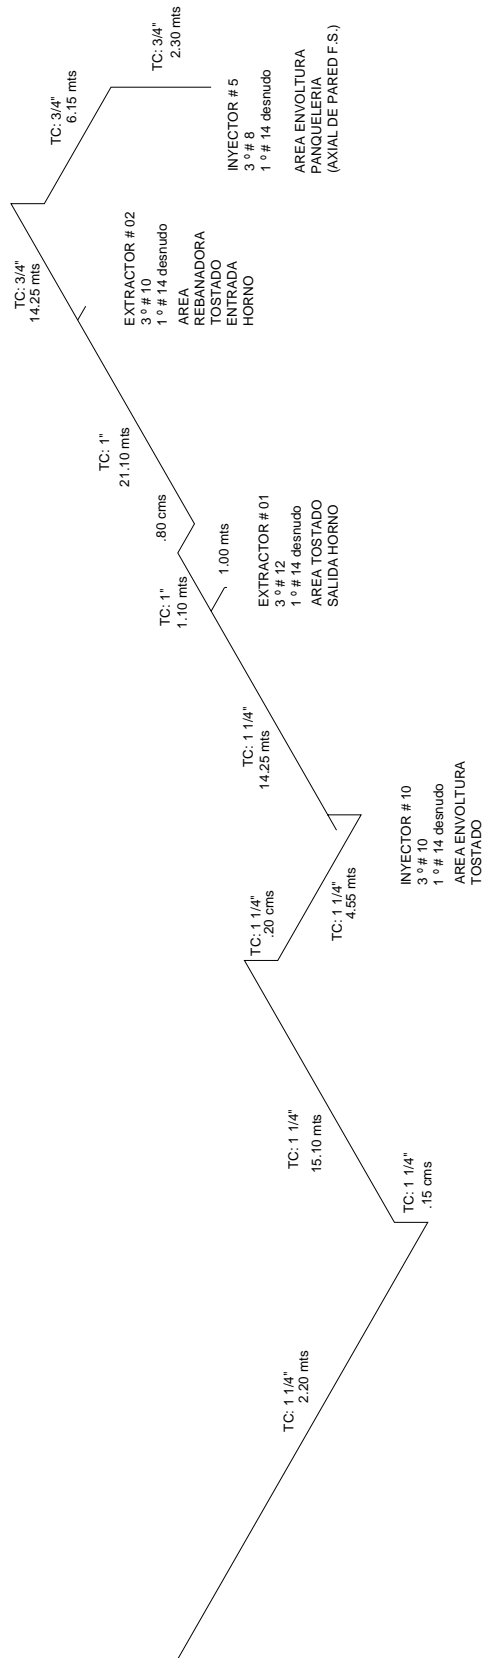 TC: 3/4"
2.30 mts
TC: 3/4"
6.15 mts
INYECTOR # 5
3 º # 8
1 º # 14 desnudo
AREA ENVOLTURA
PANQUELERIA
(AXIAL DE PARED F.S.)
TC: 3/4"
14.25 mts
EXTRACTOR # 02
3 º # 10
1 º # 14 desnudo
AREA
REBANADORA
TOSTADO
ENTRADA
HORNO
TC: 1"
21.10 mts
.80 cms
TC: 1"
1.10 mts
1.00 mts
EXTRACTOR # 01
3 º # 12
1 º # 14 desnudo
AREA TOSTADO
SALIDA HORNO
TC: 1 1/4"
14.25 mts
INYECTOR # 10
3 º # 10
1 º # 14 desnudo
AREA ENVOLTURA
TOSTADO
TC: 1 1/4"
.20 cms
TC: 1 1/4"
4.55 mts
TC: 1 1/4"
15.10 mts
TC: 1 1/4"
.15 cms
TC: 1 1/4"
2.20 mts